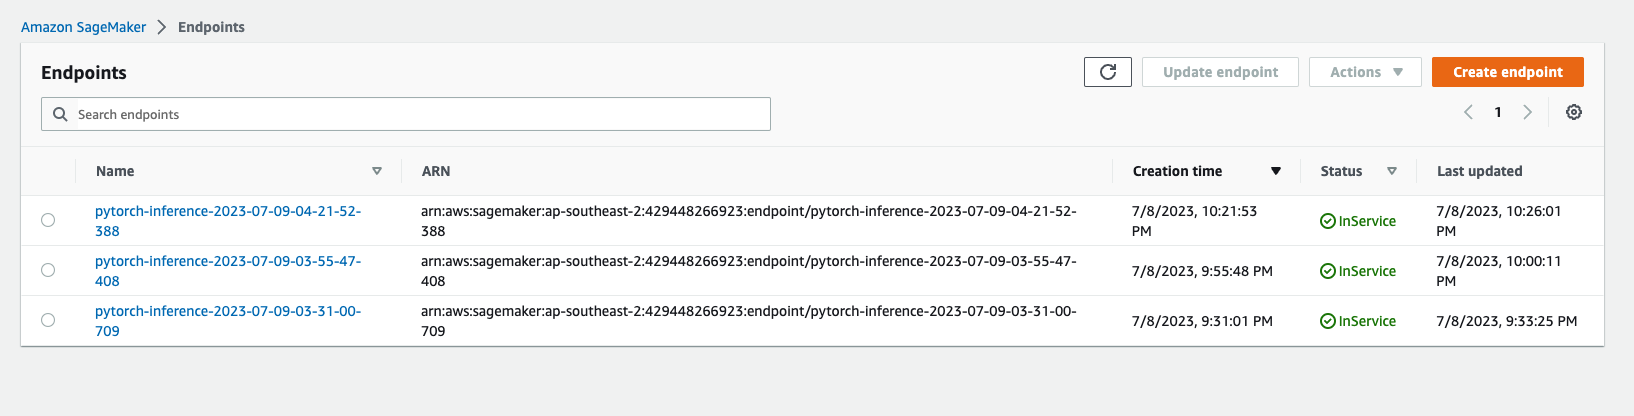 Amazon SageMaker > Endpoints
Endpoints
Update endpoint
Actions
Create endpoint
Search endpoints
1
Name
ARN
Creation time
Status
Last updated
pytorch-inference-2023-07-09-04-21-52-
388
arn:aws:sagemaker:ap-southeast-2:429448266923:endpoint/pytorch-inference-2023-07-09-04-21-52-
388
7/8/2023, 10:21:53
PM
InService
7/8/2023, 10:26:01
PM
pytorch-inference-2023-07-09-03-55-47-
408
arn:aws:sagemaker:ap-southeast-2:429448266923:endpoint/pytorch-inference-2023-07-09-03-55-47-
408
7/8/2023, 9:55:48 PM
InService
7/8/2023, 10:00:11
PM
pytorch-inference-2023-07-09-03-31-00-
709
arn:aws:sagemaker:ap-southeast-2:429448266923:endpoint/pytorch-inference-2023-07-09-03-31-00-
709
7/8/2023, 9:31:01 PM
InService
7/8/2023, 9:33:25 PM